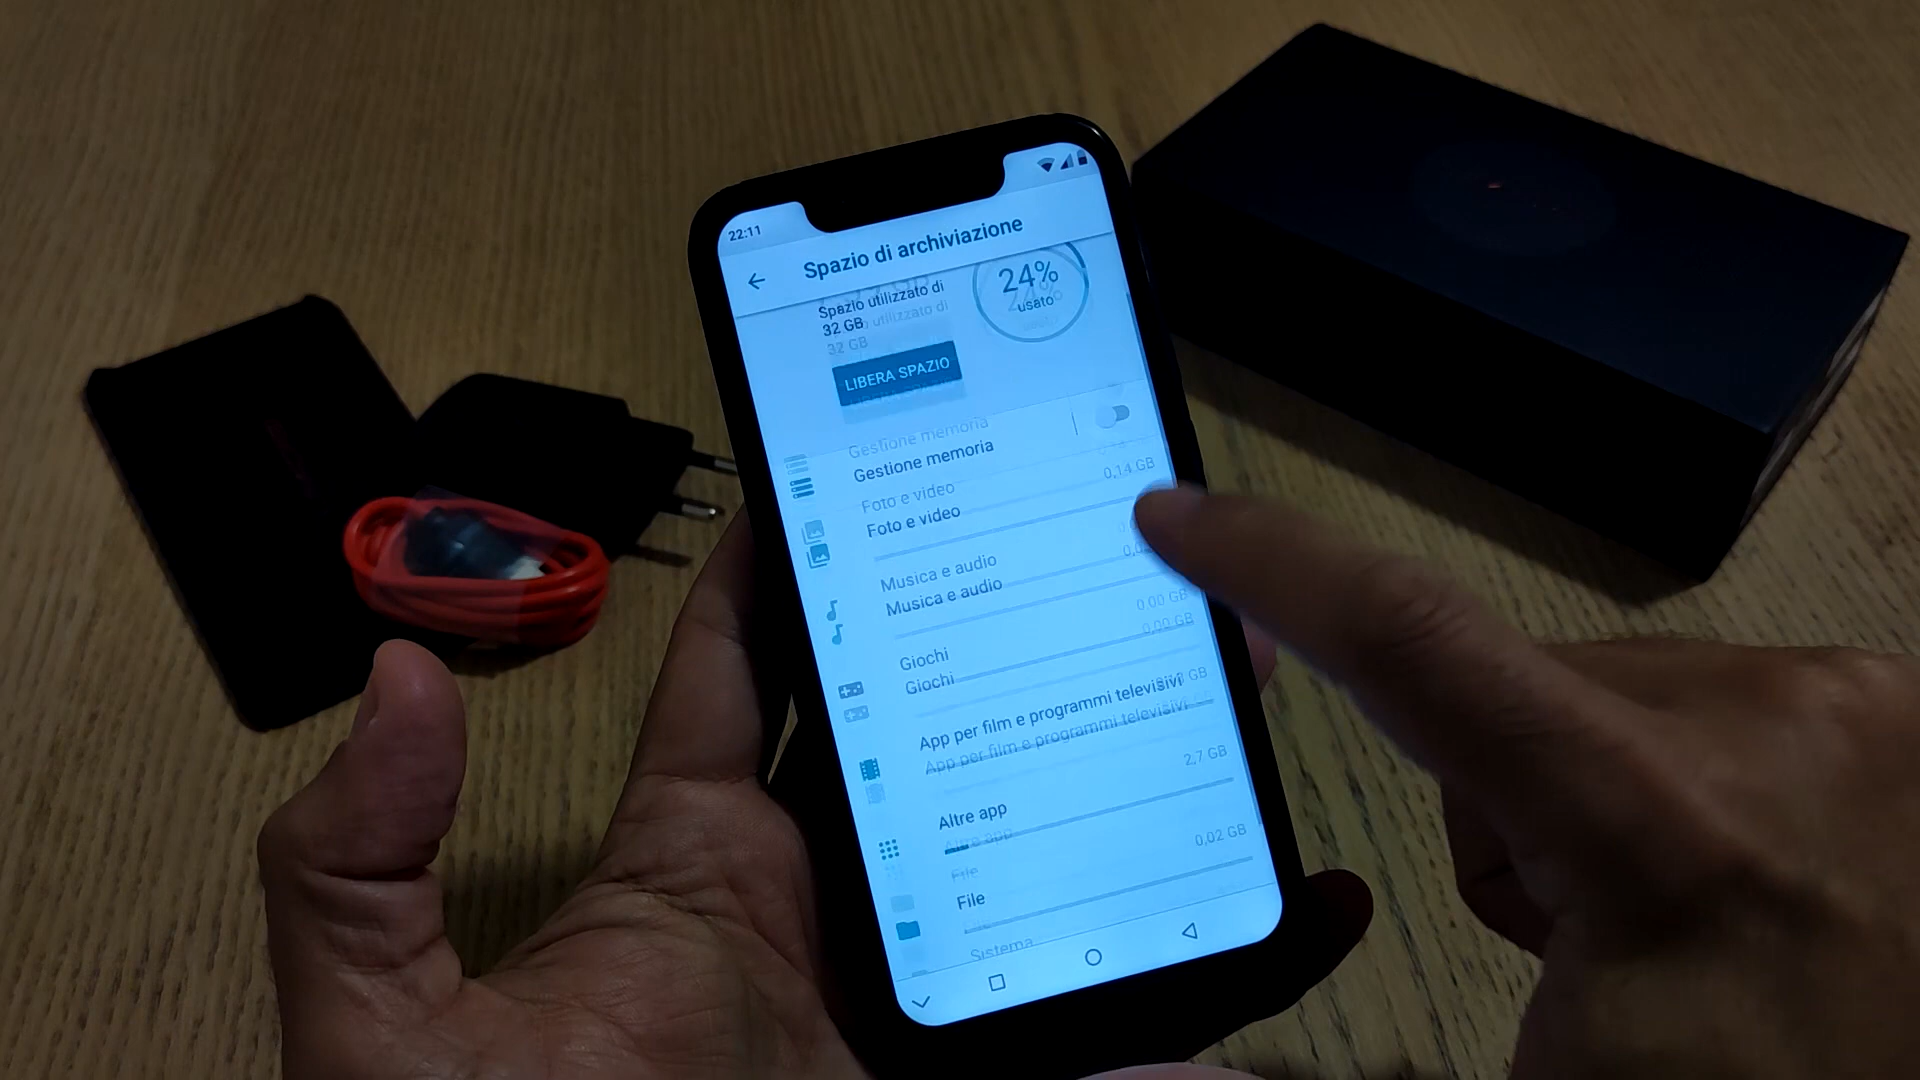 22:11
Spazio di archiviazione
Spazio utilizzato di
32 GB
24%
usato
LIBERA SPAZIO
Gestione memoria
Foto e video
0,14 GB
Musica e audio
Giochi
0,00 GB
App per film e programmi televisivi
Altre app
2,7 GB
File
0,02 GB
Sistema